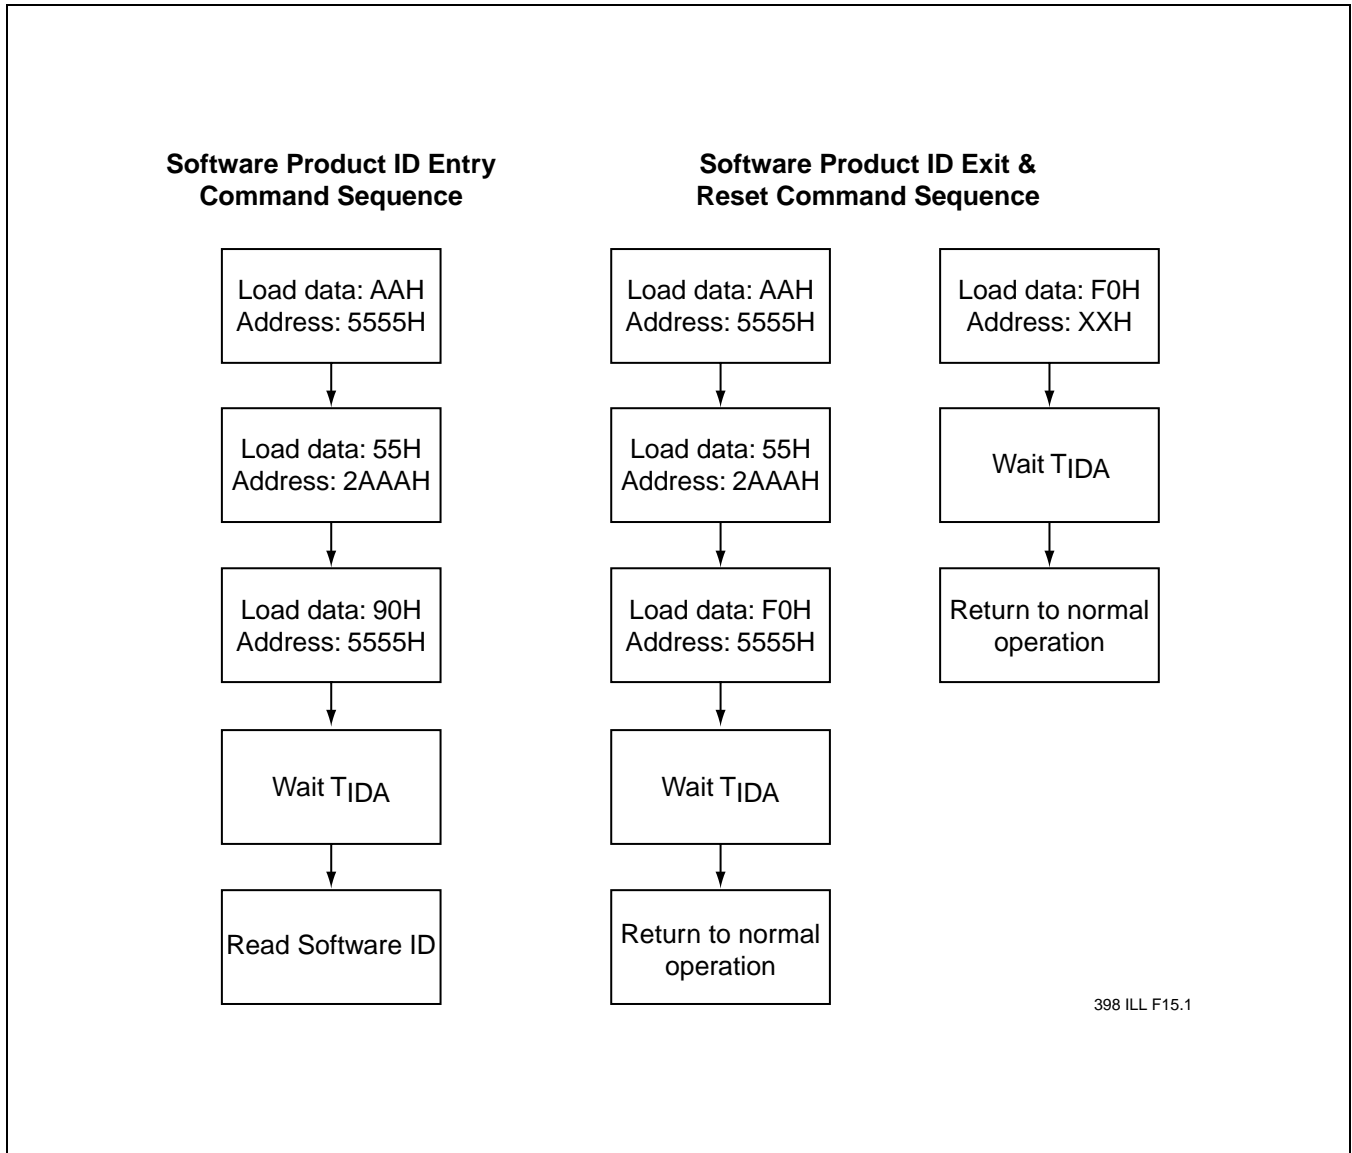 Software Product ID Entry
Command Sequence
Load data: AAH
Address: 5555H
Load data: 55H
Address: 2AAAH
Load data: 90H
Address: 5555H
Wait TIDA
Read Software ID
Software Product ID Exit &
Reset Command Sequence
Load data: AAH
Address: 5555H
Load data: 55H
Address: 2AAAH
Load data: F0H
Address: 5555H
Wait TIDA
Return to normal
operation
Load data: F0H
Address: XXH
Wait TIDA
Return to normal
operation
398 ILL F15.1